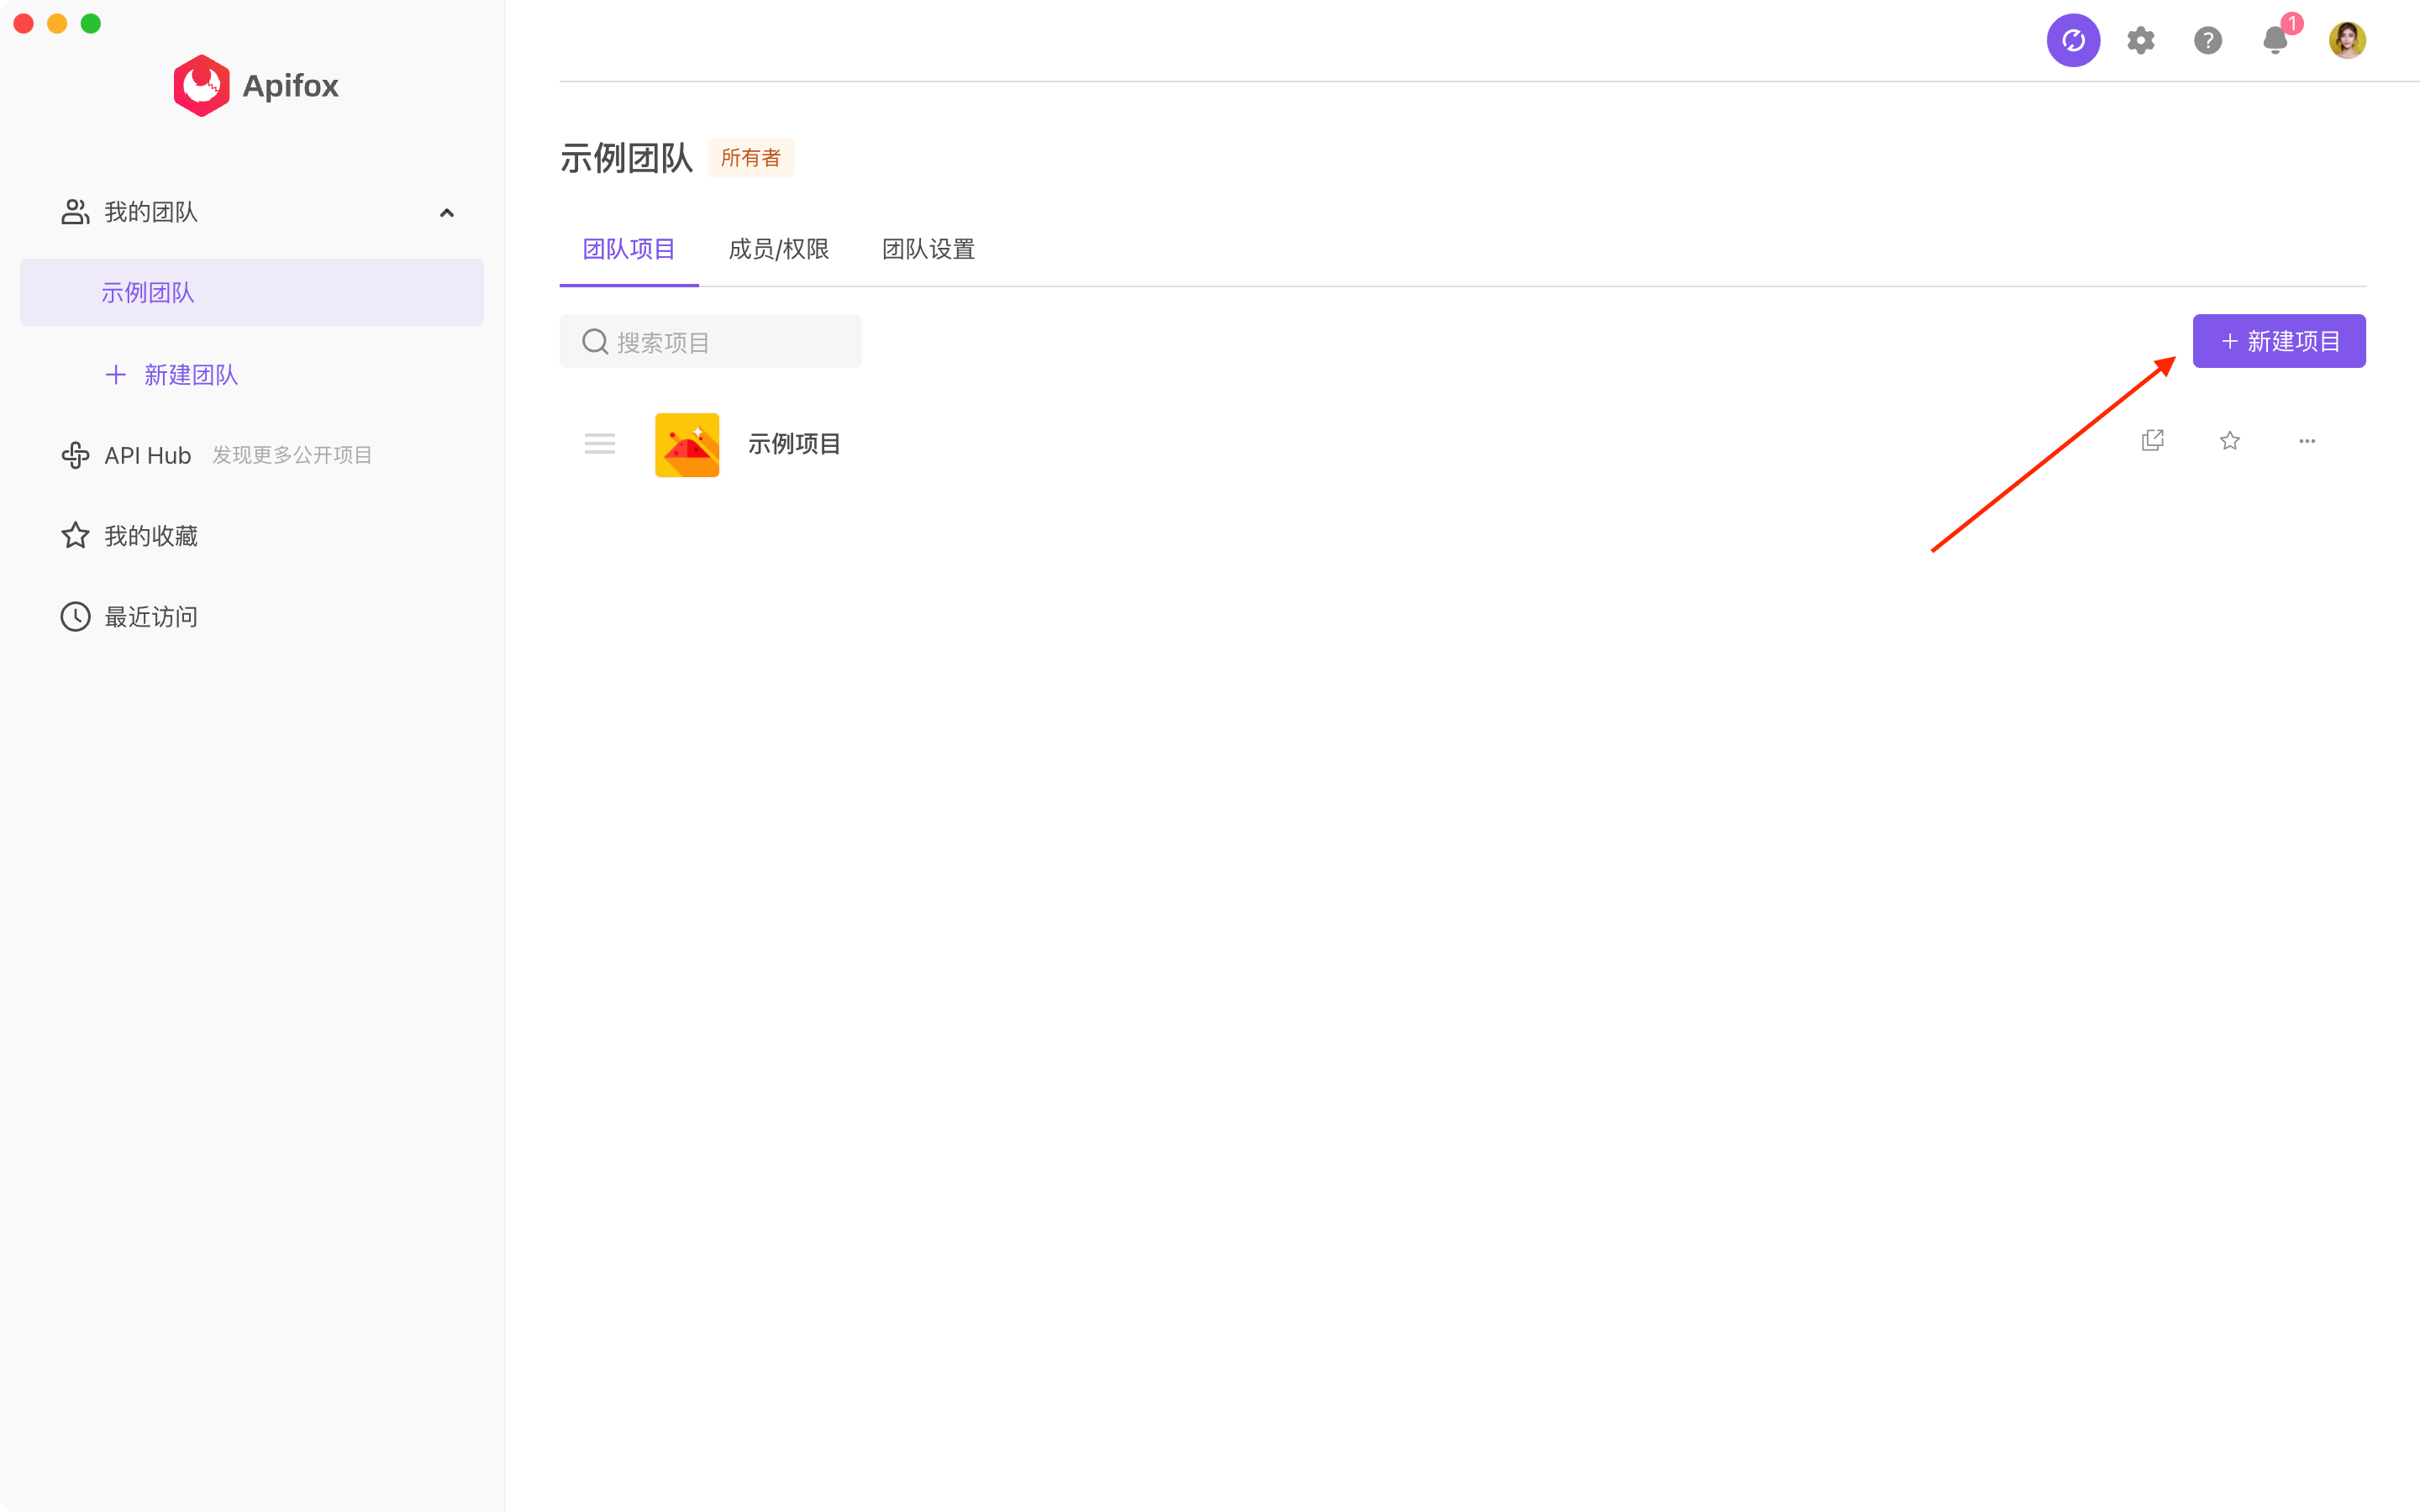 Apifox
我的团队
示例团队
新建团队
API Hub 发现更多公开项目
我的收藏
最近访问
1
示例团队 所有者
团队项目 成员/权限 团队设置
搜索项目
+ 新建项目
示例项目